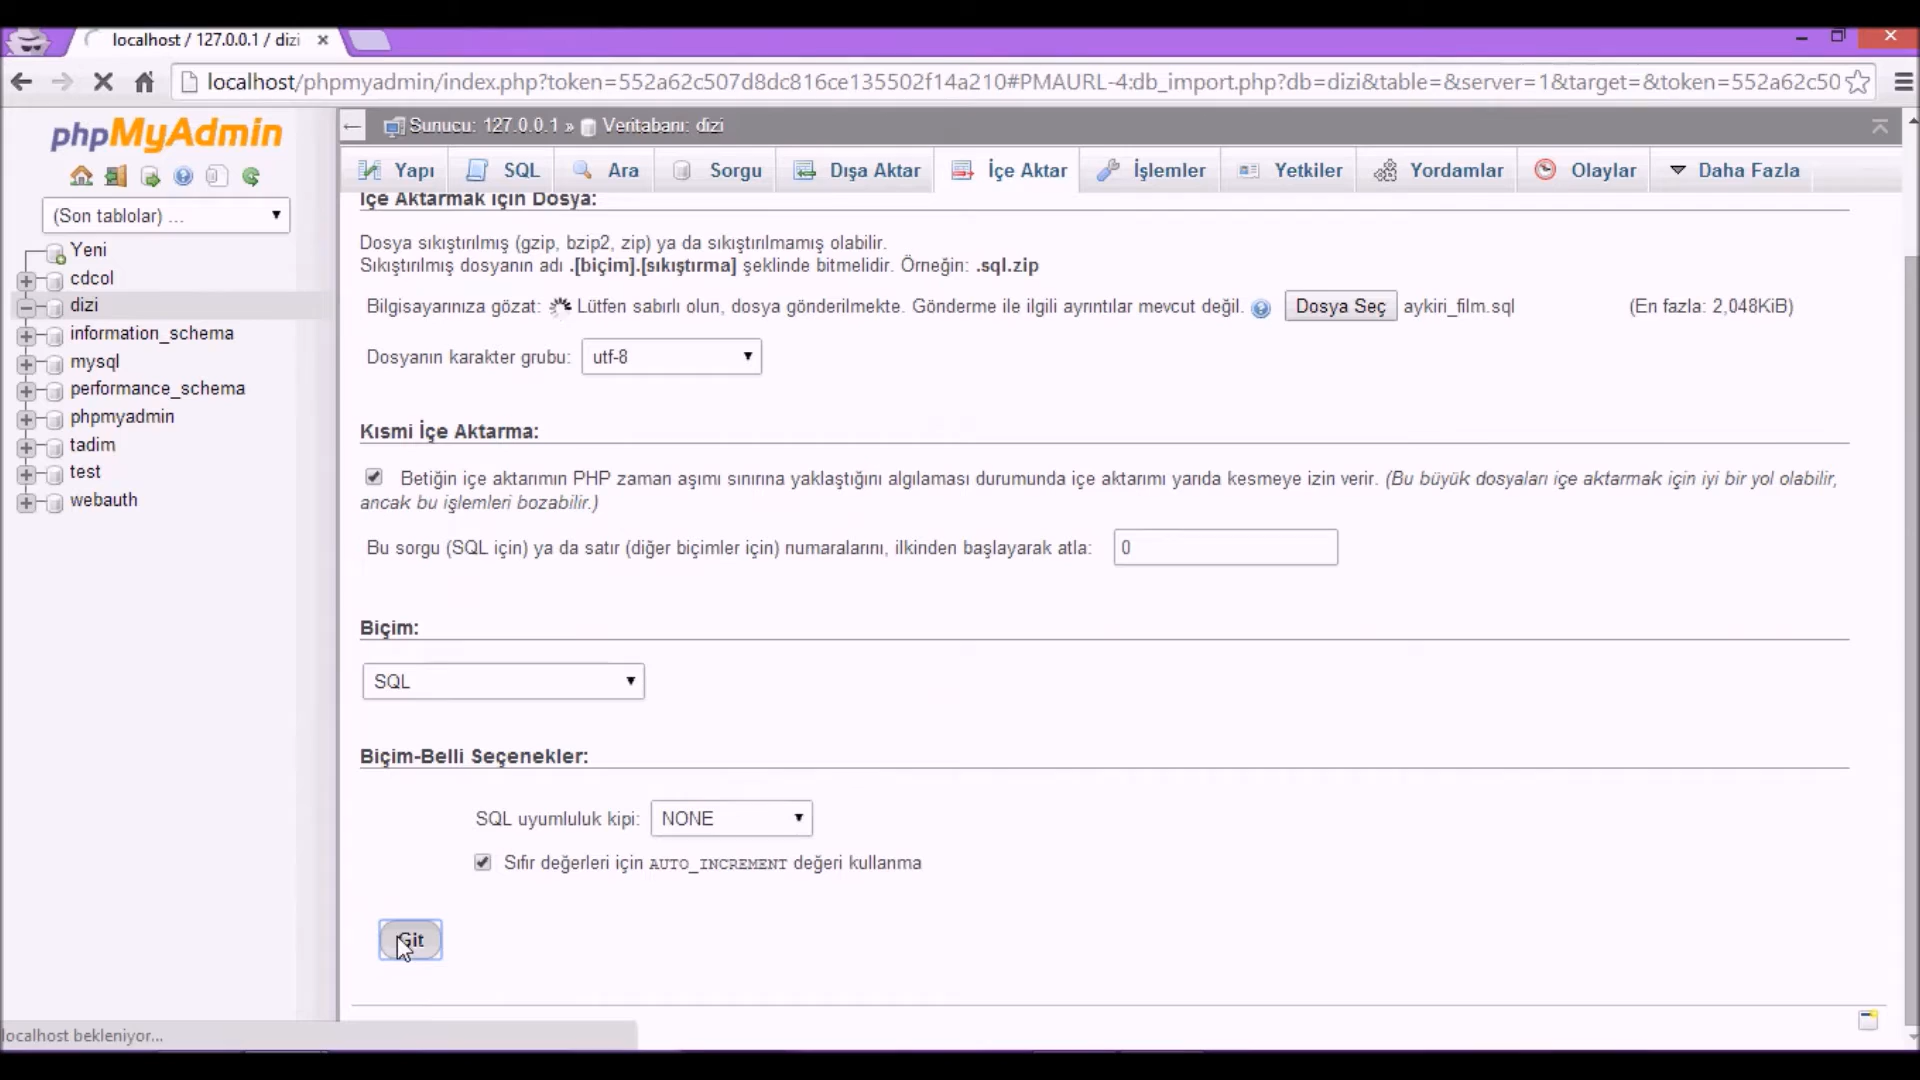 localhost / 127.0.0.1 / dizi
localhost/phpmyadmin/index.php?token=552a62c507d8dc816ce135502f14a210#PMAURL-4:db_import.php?db=dizi&table=&server=1&target=&token=552a62c50
phpMyAdmin
(Son tablolar) ...
Yeni
cdcol
dizi
information_schema
mysql
performance_schema
phpmyadmin
tadim
test
webauth
Sunucu: 127.0.0.1 » Veritabanı: dizi
Yapı SQL Ara Sorgu Dışa Aktar İçe Aktar İşlemler Yetkiler Yordamlar Olaylar Daha Fazla
İçe Aktarmak için Dosya:
Dosya sıkıştırılmış (gzip, bzip2, zip) ya da sıkıştırılmamış olabilir.
Sıkıştırılmış dosyanın adı .[biçim].[sıkıştırma] şeklinde bitmelidir. Örneğin: .sql.zip
Bilgisayarınıza gözat: Lütfen sabırlı olun, dosya gönderilmekte. Gönderme ile ilgili ayrıntılar mevcut değil. Dosya Seç aykiri_film.sql (En fazla: 2,048KiB)
Dosyanın karakter grubu: utf-8
Kısmi İçe Aktarma:
Betiğin içe aktarımın PHP zaman aşımı sınırına yaklaştığını algılaması durumunda içe aktarımı yarıda kesmeye izin verir. (Bu büyük dosyaları içe aktarmak için iyi bir yol olabilir,
ancak bu işlemleri bozabilir.)
Bu sorgu (SQL için) ya da satır (diğer biçimler için) numaralarını, ilkinden başlayarak atla: 0
Biçim:
SQL
Biçim-Belli Seçenekler:
SQL uyumluluk kipi: NONE
Sıfır değerleri için AUTO_INCREMENT değeri kullanma
Git
localhost bekleniyor...